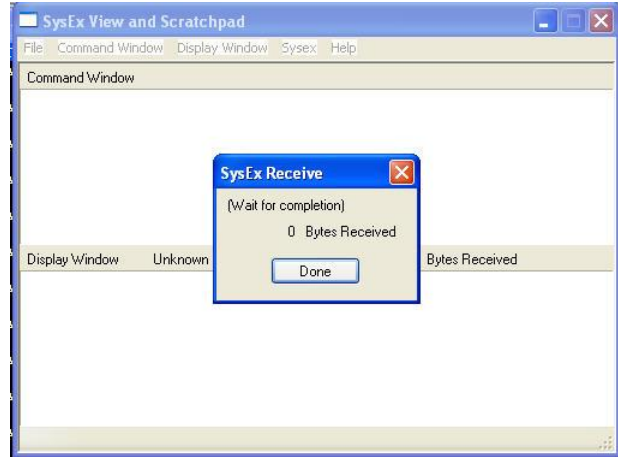 SysEx View and Scratchpad
File Command Window Display Window Sysex Help
Command Window
SysEx Receive
(Wait for completion)
0 Bytes Received
Done
Display Window Unknown Bytes Received